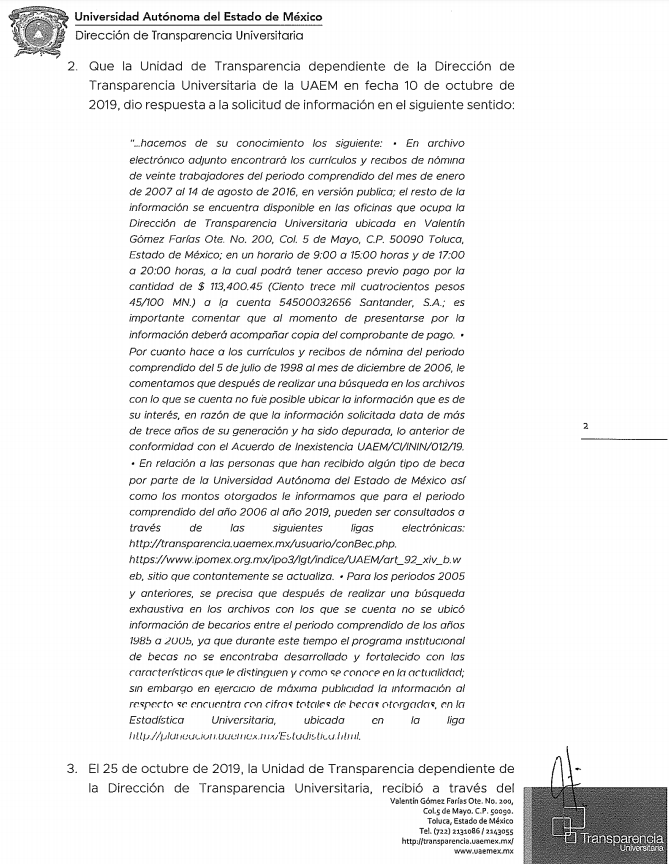 Universidad Autónoma del Estado de México
Dirección de Transparencia Universitaria
2. Que la Unidad de Transparencia dependiente de la Dirección de
Transparencia Universitaria de la UAEM en fecha 10 de octubre de
2019, dio respuesta a la solicitud de información en el siguiente sentido:
"...hacemos de su conocimiento los siguiente: • En archivo
electrónico adjunto encontrará los currículos y recibos de nómina
de veinte trabajadores del periodo comprendido del mes de enero
de 2007 al 14 de agosto de 2016, en versión publica; el resto de la
información se encuentra disponible en las oficinas que ocupa la
Dirección de Transparencia Universitaria ubicada en Valentín
Gómez Farías Ote. No. 200, Col. 5 de Mayo, C.P. 50090 Toluca,
Estado de México; en un horario de 9:00 a 15:00 horas y de 17:00
a 20:00 horas, a la cual podrá tener acceso previo pago por la
cantidad de $ 113,400.45 (Ciento trece mil cuatrocientos pesos
45/100 MN.) a la cuenta 54500032656 Santander, S.A.; es
importante comentar que al momento de presentarse por la
información deberá acompañar copia del comprobante de pago. •
Por cuanto hace a los currículos y recibos de nómina del periodo
comprendido del 5 de julio de 1998 al mes de diciembre de 2006, le
comentamos que después de realizar una búsqueda en los archivos
con lo que se cuenta no fue posible ubicar la información que es de
su interés, en razón de que la información solicitada data de más
de trece años de su generación y ha sido depurada, lo anterior de
conformidad con el Acuerdo de Inexistencia UAEM/CI/ININ/012/19.
• En relación a las personas que han recibido algún tipo de beca
por parte de la Universidad Autónoma del Estado de México así
como los montos otorgados le informamos que para el periodo
comprendido del año 2006 al año 2019, pueden ser consultados a
través de las siguientes ligas electrónicas:
http://transparencia.uaemex.mx/usuario/conBec.php.
https://www.ipomex.org.mx/ipo3/lgt/indice/UAEM/art_92_xiv_b.w
eb, sitio que contantemente se actualiza. • Para los periodos 2005
y anteriores, se precisa que después de realizar una búsqueda
exhaustiva en los archivos con los que se cuenta no se ubicó
información de becarios entre el periodo comprendido de los años
1985 a 2005, ya que durante este tiempo el programa institucional
de becas no se encontraba desarrollado y fortalecido con las
características que le distinguen y como se conoce en la actualidad;
sin embargo en ejercicio de máxima publicidad la información al
respecto se encuentra con cifras totales de becas otorgadas, en la
Estadística Universitaria, ubicada en la liga
http://planeacion.uaemex.mx/Estadistica.html.
2
3. El 25 de octubre de 2019, la Unidad de Transparencia dependiente de
la Dirección de Transparencia Universitaria, recibió a través del
Valentín Gómez Farías Ote. No. 200,
Col.5 de Mayo. C.P. 50090.
Toluca, Estado de México
Tel. (722) 2131086 / 2143055
http://transparencia.uaemex.mx/
www.uaemex.mx
Transparencia
Universitaria